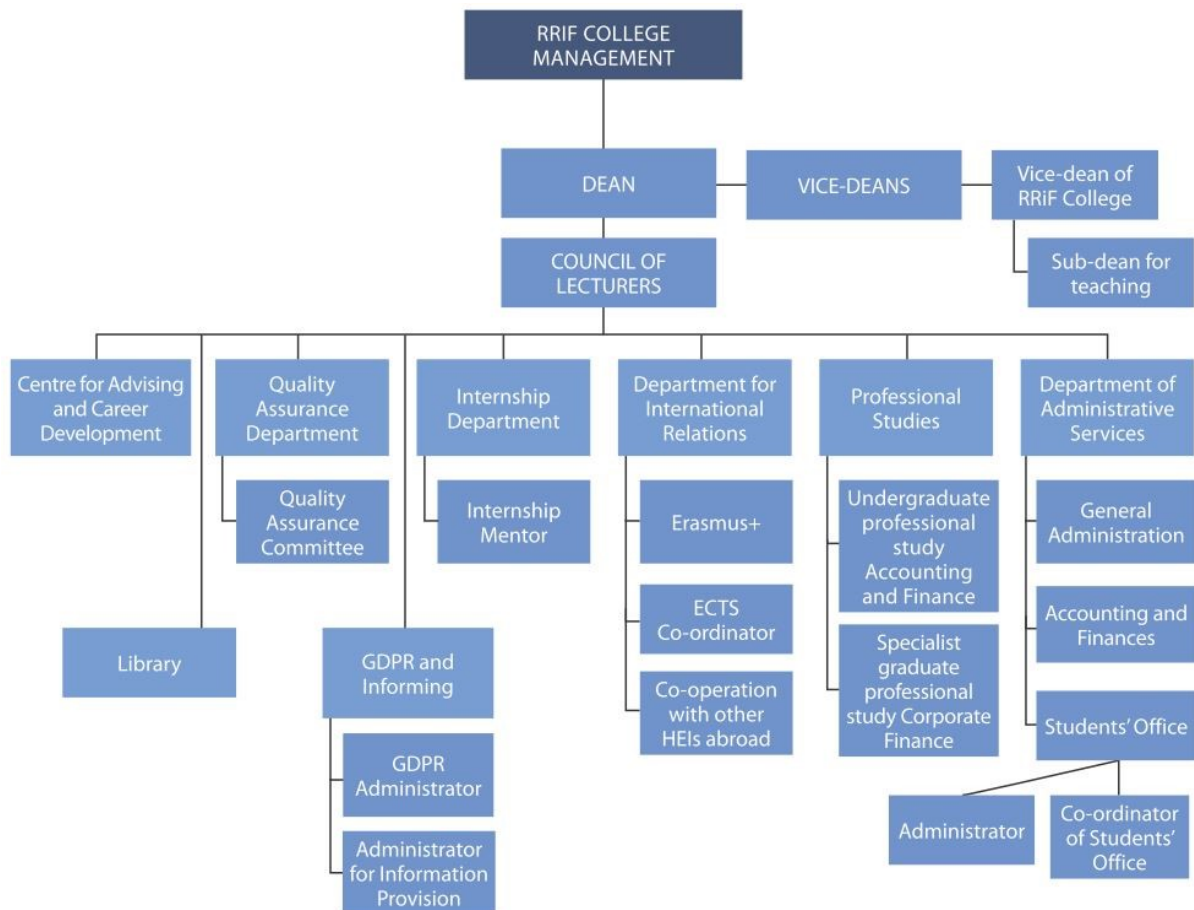 RRIF COLLEGE
MANAGEMENT
DEAN
VICE-DEANS
Vice-dean of
RRiF College
Sub-dean for
teaching
COUNCIL OF
LECTURERS
Centre for Advising
and Career
Development
Quality
Assurance
Department
Internship
Department
Department for
International
Relations
Professional
Studies
Department of
Administrative
Services
Quality
Assurance
Committee
Internship
Mentor
Erasmus+
Undergraduate
professional
study
Accounting
and Finance
General
Administration
Library
GDPR and
Informing
ECTS
Co-ordinator
Specialist
graduate
professional
study Corporate
Finance
Accounting and
Finances
Co-operation
with other
HEIs abroad
Students’ Office
GDPR
Administrator
Administrator
for Information
Provision
Administrator
Co-ordinator
of Students’
Office